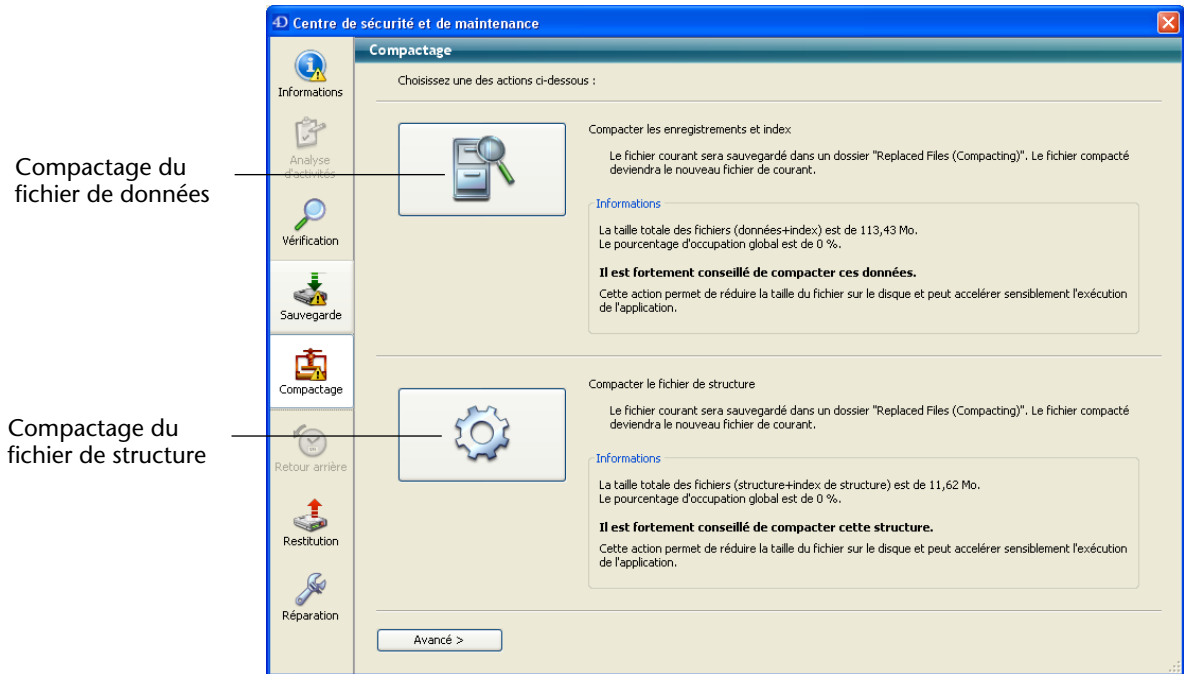 Centre de sécurité et de maintenance
Compactage
Choisissez une des actions ci-dessous :
Informations
Analyse
d'activités
Vérification
Sauvegarde
Compactage
Retour arrière
Restitution
Réparation
Compactage du
fichier de données
Compactage du
fichier de structure
Compacter les enregistrements et index
Le fichier courant sera sauvegardé dans un dossier "Replaced Files (Compacting)". Le fichier compacté
deviendra le nouveau fichier de courant.
Informations
La taille totale des fichiers (données+index) est de 113,43 Mo.
Le pourcentage d'occupation global est de 0 %.
Il est fortement conseillé de compacter ces données.
Cette action permet de réduire la taille du fichier sur le disque et peut accelérer sensiblement l'exécution
de l'application.
Compacter le fichier de structure
Le fichier courant sera sauvegardé dans un dossier "Replaced Files (Compacting)". Le fichier compacté
deviendra le nouveau fichier de courant.
Informations
La taille totale des fichiers (structure+index de structure) est de 11,62 Mo.
Le pourcentage d'occupation global est de 0 %.
Il est fortement conseillé de compacter cette structure.
Cette action permet de réduire la taille du fichier sur le disque et peut accelérer sensiblement l'exécution
de l'application.
Avancé >